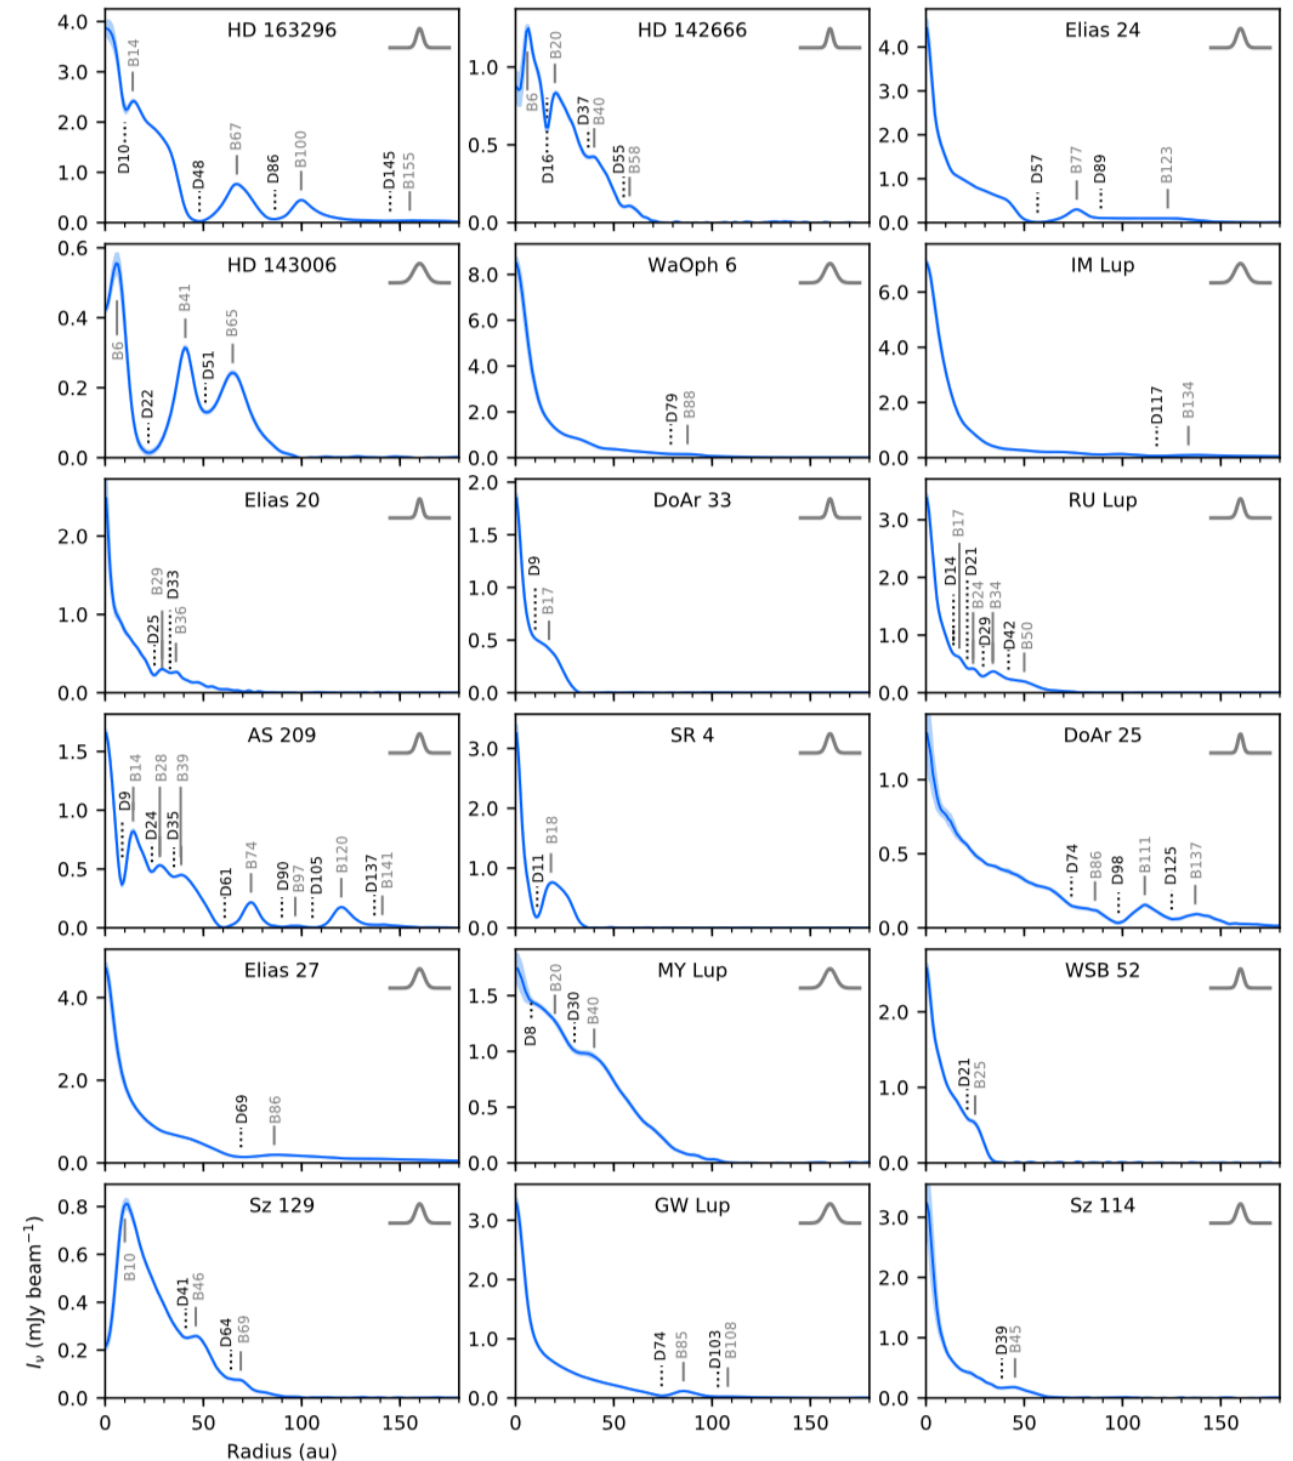 HD 163296
4.0
3.0
2.0
1.0
0.0
D10
B14
D48
B67
D86
B100
D145
B155
HD 142666
1.0
0.5
0.0
B6
D16
B20
D37
B40
D55
B58
Elias 24
4.0
3.0
2.0
1.0
0.0
D57
B77
D89
B123
HD 143006
0.6
0.4
0.2
0.0
B6
D22
B41
D51
B65
WaOph 6
8.0
6.0
4.0
2.0
0.0
D79
B88
IM Lup
6.0
4.0
2.0
0.0
D117
B134
Elias 20
2.0
1.0
0.0
D25
B29
D33
B36
DoAr 33
2.0
1.5
1.0
0.5
0.0
D9
B17
RU Lup
3.0
2.0
1.0
0.0
D14
B17
D21
B24
D29
B34
D42
B50
AS 209
1.5
1.0
0.5
0.0
D9
B14
D24
B28
D35
B39
D61
B74
D90
B97
D105
B120
D137
B141
SR 4
3.0
2.0
1.0
0.0
D11
B18
DoAr 25
1.0
0.5
0.0
D74
B86
D98
B111
D125
B137
Elias 27
4.0
2.0
0.0
D69
B86
MY Lup
1.5
1.0
0.5
0.0
D8
B20
D30
B40
WSB 52
2.0
1.0
0.0
D21
B25
Sz 129
0.8
0.6
0.4
0.2
0.0
B10
D41
B46
D64
B69
0 50 100 150
Radius (au)
Iν (mJy beam−1)
GW Lup
3.0
2.0
1.0
0.0
D74
B85
D103
B108
0 50 100 150
Sz 114
3.0
2.0
1.0
0.0
D39
B45
0 50 100 150